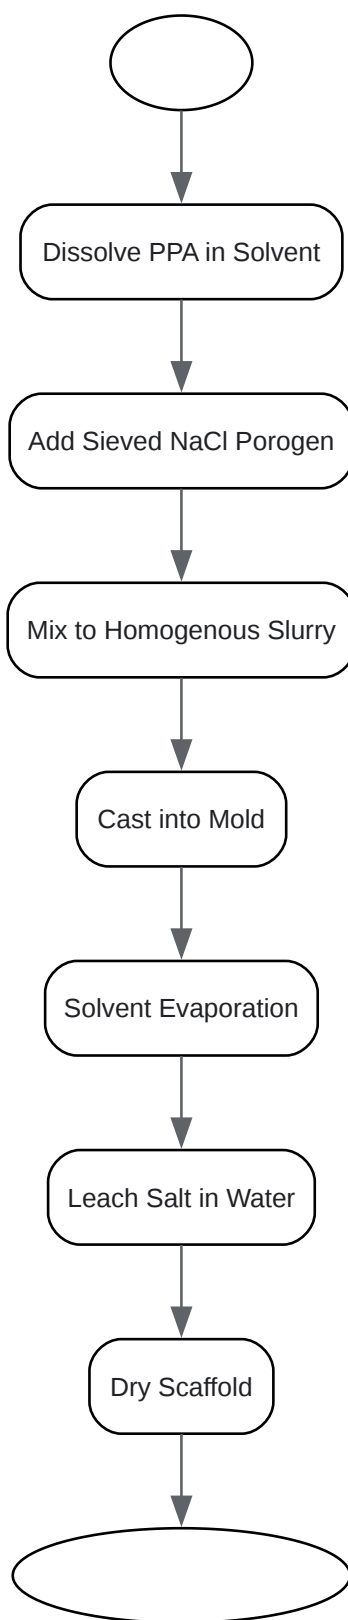 Dissolve PPA in Solvent
Add Sieved NaCl Porogen
Mix to Homogenous Slurry
Cast into Mold
Solvent Evaporation
Leach Salt in Water
Dry Scaffold